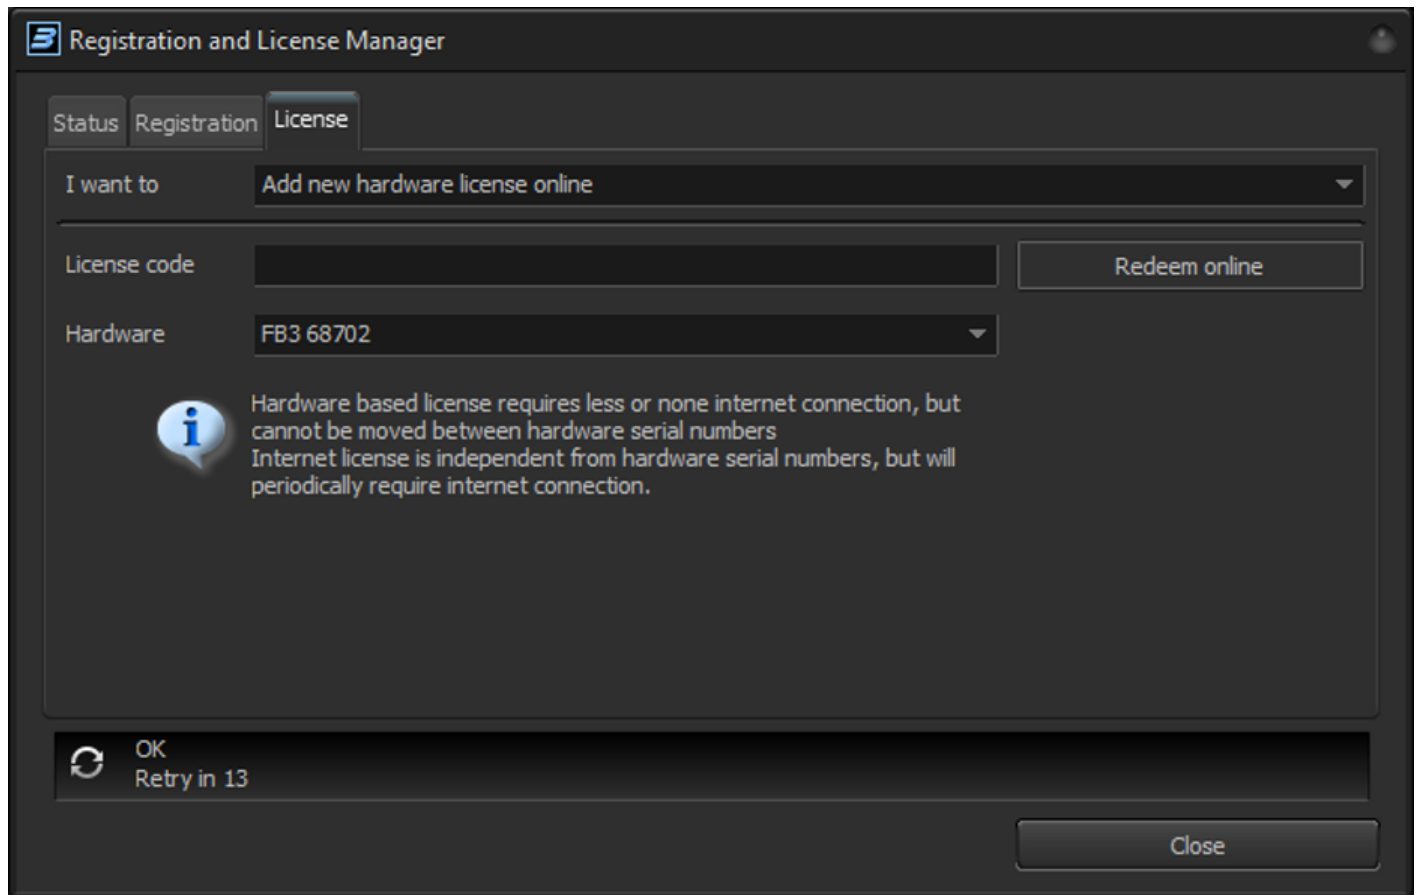 Registration and License Manager
Status Registration License
I want to Add new hardware license online
License code Redeem online
Hardware FB3 68702
Hardware based license requires less or none internet connection, but
cannot be moved between hardware serial numbers
Internet license is independent from hardware serial numbers, but will
periodically require internet connection.
OK
Retry in 13
Close